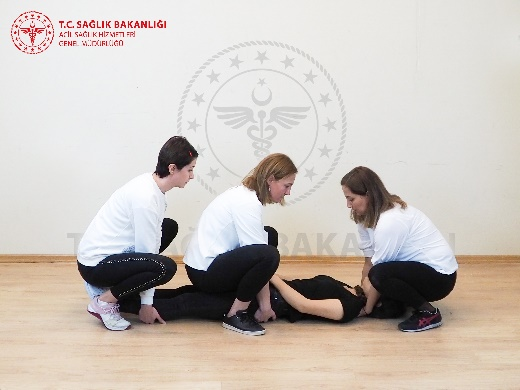 T.C. SAĞLIK BAKANLIĞI
ACİL SAĞLIK HİZMETLERİ
GENEL MÜDÜRLÜĞÜ